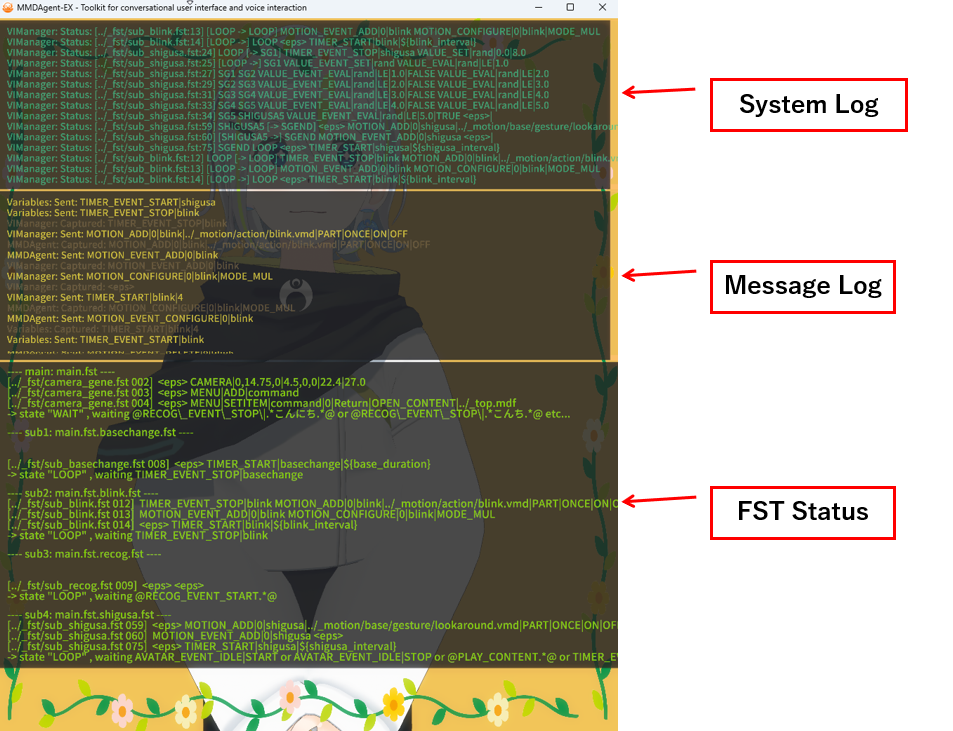 MMDAgent-EX - Toolkit for conversational user interface and voice interaction
VIManager: Status: [../_fst/sub_blink.fst:13] [LOOP -> LOOP] MOTION_EVENT_ADD|0|blink MOTION_CONFIGURE|0|blink|MODE_MUL
VIManager: Status: [../_fst/sub_blink.fst:14] [LOOP ->] LOOP <eps> TIMER_START|blink|${blink_interval}
VIManager: Status: [../_fst/sub_shigusa.fst:24] LOOP [-> SG1] TIMER_EVENT_STOP|shigusa VALUE_SET|rand|0.0|8.0
VIManager: Status: [../_fst/sub_shigusa.fst:25] [LOOP ->] SG1 VALUE_EVENT_SET|rand VALUE_EVAL|rand|LE|1.0
VIManager: Status: [../_fst/sub_shigusa.fst:27] SG1 SG2 VALUE_EVENT_EVAL|rand|LE|1.0|FALSE VALUE_EVAL|rand|LE|2.0
VIManager: Status: [../_fst/sub_shigusa.fst:29] SG2 SG3 VALUE_EVENT_EVAL|rand|LE|2.0|FALSE VALUE_EVAL|rand|LE|3.0
VIManager: Status: [../_fst/sub_shigusa.fst:31] SG3 SG4 VALUE_EVENT_EVAL|rand|LE|3.0|FALSE VALUE_EVAL|rand|LE|4.0
VIManager: Status: [../_fst/sub_shigusa.fst:33] SG4 SG5 VALUE_EVENT_EVAL|rand|LE|4.0|FALSE VALUE_EVAL|rand|LE|5.0
VIManager: Status: [../_fst/sub_shigusa.fst:34] SG5 SHIGUSA5 VALUE_EVENT_EVAL|rand|LE|5.0|TRUE <eps>|
VIManager: Status: [../_fst/sub_shigusa.fst:59] SHIGUSA5 [-> SGEND] <eps> MOTION_ADD|0|shigusa|../_motion/base/gesture/lookaroun
VIManager: Status: [../_fst/sub_shigusa.fst:60] [SHIGUSA5 ->] SGEND MOTION_EVENT_ADD|0|shigusa <eps>|
VIManager: Status: [../_fst/sub_shigusa.fst:75] SGEND LOOP <eps> TIMER_START|shigusa|${shigusa_interval}
VIManager: Status: [../_fst/sub_blink.fst:12] LOOP [-> LOOP] TIMER_EVENT_STOP|blink MOTION_ADD|0|blink|../_motion/action/blink.v
VIManager: Status: [../_fst/sub_blink.fst:13] [LOOP -> LOOP] MOTION_EVENT_ADD|0|blink MOTION_CONFIGURE|0|blink|MODE_MUL
VIManager: Status: [../_fst/sub_blink.fst:14] [LOOP ->] LOOP <eps> TIMER_START|blink|${blink_interval}
System Log
Variables: Sent: TIMER_EVENT_START|shigusa
Variables: Sent: TIMER_EVENT_STOP|blink
VIManager: Captured: TIMER_EVENT_STOP|blink
VIManager: Sent: MOTION_ADD|0|blink|../_motion/action/blink.vmd|PART|ONCE|ON|OFF
MMDAgent: Captured: MOTION_ADD|0|blink|../_motion/action/blink.vmd|PART|ONCE|ON|OFF
MMDAgent: Sent: MOTION_EVENT_ADD|0|blink
VIManager: Captured: MOTION_EVENT_ADD|0|blink
VIManager: Sent: MOTION_CONFIGURE|0|blink|MODE_MUL
VIManager: Captured: <eps>
VIManager: Sent: TIMER_START|blink|4
MMDAgent: Captured: MOTION_CONFIGURE|0|blink|MODE_MUL
MMDAgent: Sent: MOTION_EVENT_CONFIGURE|0|blink
Variables: Captured: TIMER_START|blink|4
Variables: Sent: TIMER_EVENT_START|blink
Message Log
---- main: main.fst ----
[../_fst/camera_gene.fst 002] <eps> CAMERA|0,14.75,0|4.5,0,0|22.4|27.0
[../_fst/camera_gene.fst 003] <eps> MENU|ADD|command
[../_fst/camera_gene.fst 004] <eps> MENU|SETITEM|command|0|Return|OPEN_CONTENT|../_top.mdf
-> state "WAIT" , waiting @RECOG\_EVENT\_STOP\|.*こんにち.*@ or @RECOG\_EVENT\_STOP\|.*こんち.*@ etc...
---- sub1: main.fst.basechange.fst ----
[../_fst/sub_basechange.fst 008] <eps> TIMER_START|basechange|${base_duration}
-> state "LOOP" , waiting TIMER_EVENT_STOP|basechange
---- sub2: main.fst.blink.fst ----
[../_fst/sub_blink.fst 012] TIMER_EVENT_STOP|blink MOTION_ADD|0|blink|../_motion/action/blink.vmd|PART|ONCE|ON|O
[../_fst/sub_blink.fst 013] MOTION_EVENT_ADD|0|blink MOTION_CONFIGURE|0|blink|MODE_MUL
[../_fst/sub_blink.fst 014] <eps> TIMER_START|blink|${blink_interval}
-> state "LOOP" , waiting TIMER_EVENT_STOP|blink
---- sub3: main.fst.recog.fst ----
[../_fst/sub_recog.fst 009] <eps> <eps>
-> state "LOOP" , waiting @RECOG_EVENT_START.*@
---- sub4: main.fst.shigusa.fst ----
[../_fst/sub_shigusa.fst 059] <eps> MOTION_ADD|0|shigusa|../_motion/base/gesture/lookaround.vmd|PART|ONCE|ON|OFF
[../_fst/sub_shigusa.fst 060] MOTION_EVENT_ADD|0|shigusa <eps>
[../_fst/sub_shigusa.fst 075] <eps> TIMER_START|shigusa|${shigusa_interval}
-> state "LOOP" , waiting AVATAR_EVENT_IDLE|START or AVATAR_EVENT_IDLE|STOP or @PLAY_CONTENT.*@ or TIMER_EV
FST Status